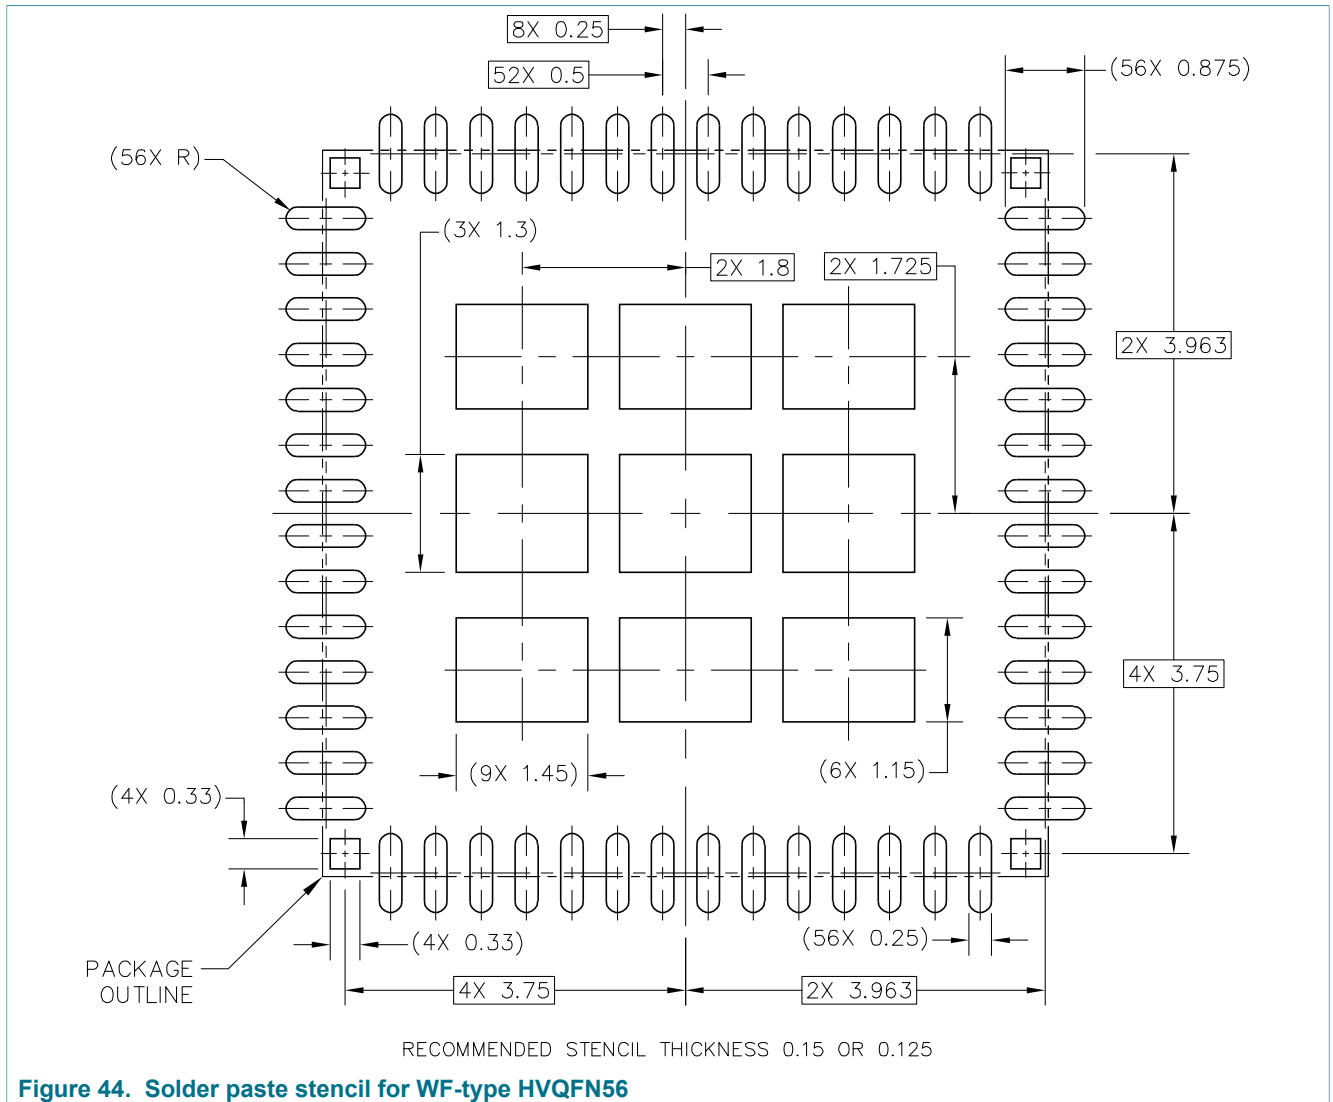 8X 0.25
52X 0.5
(56X 0.875)
(56X R)
(3X 1.3)
2X 1.8
2X 1.725
2X 3.963
4X 3.75
(9X 1.45)
(6X 1.15)
(4X 0.33)
(4X 0.33)
(56X 0.25)
PACKAGE
OUTLINE
4X 3.75
2X 3.963
RECOMMENDED STENCIL THICKNESS 0.15 OR 0.125
Figure 44. Solder paste stencil for WF-type HVQFN56